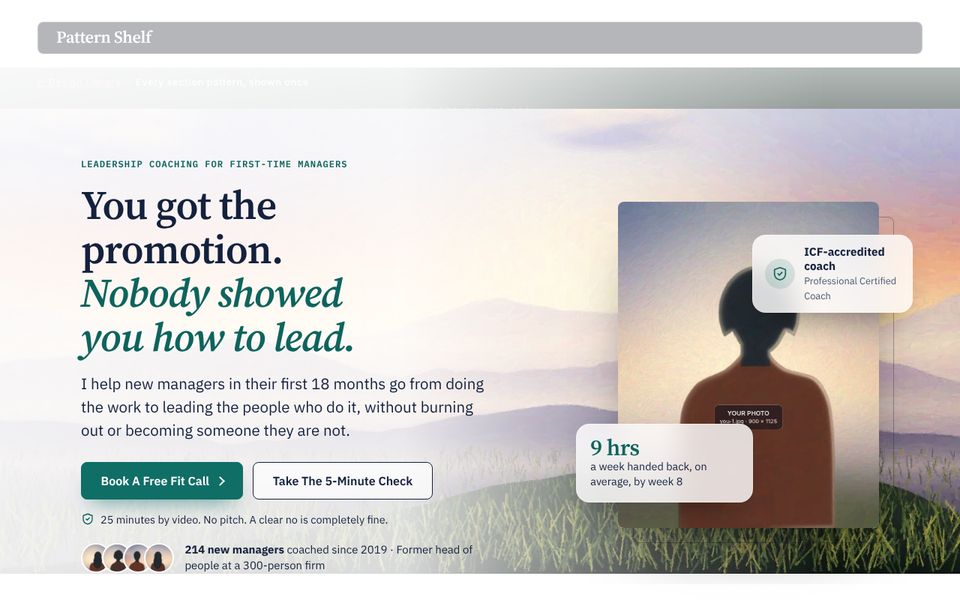 Pattern Shelf
Every section pattern, shown once
LEADERSHIP COACHING FOR FIRST-TIME MANAGERS
You got the
promotion.
Nobody showed
you how to lead.
I help new managers in their first 18 months go from doing
the work to leading the people who do it, without burning
out or becoming someone they are not.
Book A Free Fit Call
Take The 5-Minute Check
25 minutes by video. No pitch. A clear no is completely fine.
214 new managers coached since 2019 · Former head of
people at a 300-person firm
ICF-accredited
coach
Professional Certified
Coach
YOUR PHOTO
you-1.jpg · 900 × 1125
9 hrs
a week handed back, on
average, by week 8